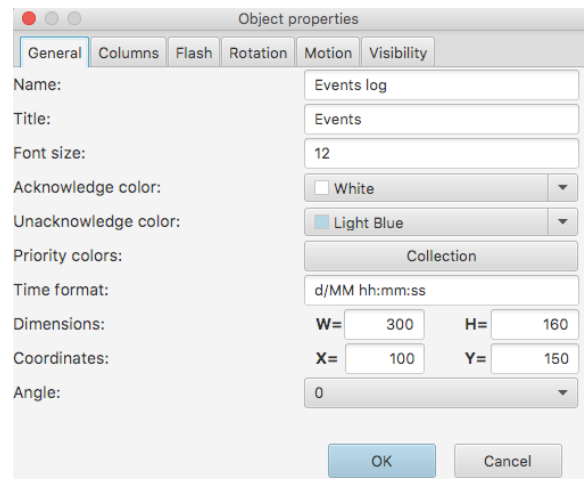 Object properties
General Columns Flash Rotation Motion Visibility
Name: Events log
Title: Events
Font size: 12
Acknowledge color: White
Unacknowledge color: Light Blue
Priority colors: Collection
Time format: d/MM hh:mm:ss
Dimensions: W= 300 H= 160
Coordinates: X= 100 Y= 150
Angle: 0
OK Cancel